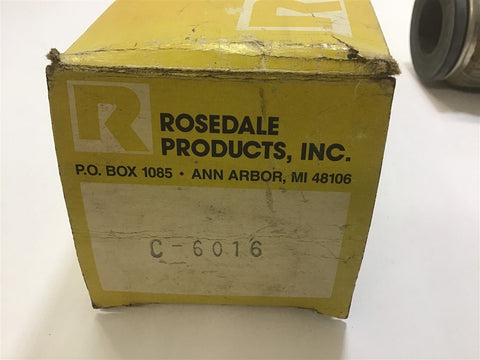 R
ROSEDALE
PRODUCTS, INC.
P.O. BOX 1085 • ANN ARBOR, MI 48106
C-6016